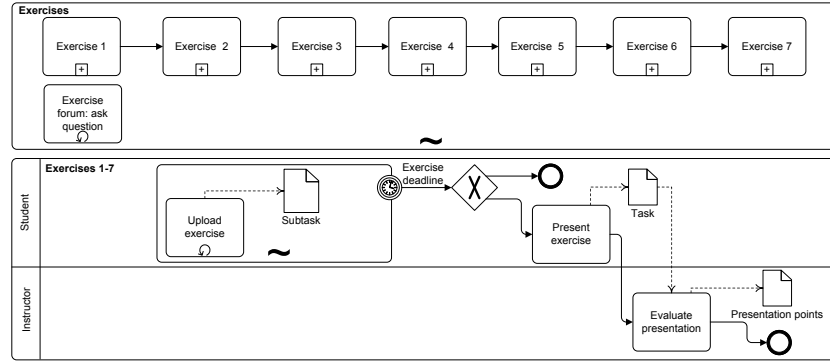 Exercises
Exercise 1
Exercise 2
Exercise 3
Exercise 4
Exercise 5
Exercise 6
Exercise 7
Exercise
forum: ask
question
Exercises 1-7
Student
Upload
exercise
Subtask
Exercise
deadline
X
Present
exercise
Task
Instructor
Evaluate
presentation
Presentation points